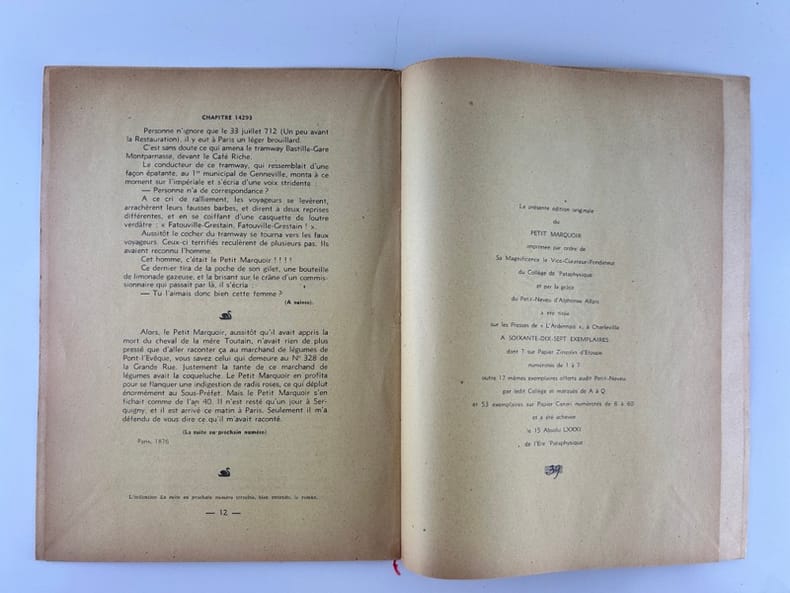 CHAPITRE 14293
Personne n'ignore que le 33 juillet 712 (Un peu avant
la Restauration), il y eut à Paris un léger brouillard.
C'est sans doute ce qui amena le tramway Bastille-Gare
Montparnasse, devant le Café Riche.
Le conducteur de ce tramway, qui ressemblait d'une
façon épatante, au 1er municipal de Genneville, monta à ce
moment sur l'impériale et s'écria d'une voix stridente
— Personne n'a de correspondance ?
A ce cri de ralliement, les voyageurs se levèrent,
arrachèrent leurs fausses barbes, et dirent à deux reprises
différentes, et en se coiffant d'une casquette de loutre
verdâtre : « Fatouville-Grestain, Fatouville-Grestain ! ».
Aussitôt le cocher du tramway se tourna vers les faux
voyageurs. Ceux-ci terrifiés reculèrent de plusieurs pas. Ils
avaient reconnu l'homme.
Cet homme, c'était le Petit Marquoir ! ! ! !
Ce dernier tira de la poche de son gilet, une bouteille
de limonade gazeuse, et la brisant sur le crâne d'un commis-
sionnaire qui passait par là, il s'écria :
— Tu l'aimais donc bien cette femme ?
(A suivre).
Alors, le Petit Marquoir, aussitôt qu'il avait appris la
mort du cheval de la mère Toutain, n'avait rien de plus
pressé que d'aller raconter ça au marchand de légumes de
Pont-l'Evêque, vous savez celui qui demeure au N° 328 de
la Grande Rue. Justement la tante de ce marchand de
légumes avait la coqueluche. Le Petit Marquoir en profita
pour se flanquer une indigestion de radis roses, ce qui déplut
énormément au Sous-Préfet. Mais le Petit Marquoir s'en
fichait comme de l'an 40. Il n'est resté qu'un jour à Ser-
quigny, et il est arrivé ce matin à Paris. Seulement il m'a
défendu de vous dire ce qu'il m'avait raconté.
(La suite au prochain numéro)
Paris, 1876
L'indication La suite au prochain numéro termine, bien entendu, le roman.
— 12 —
La présente édition originale
du
PETIT MARQUOIR
imprimée par ordre de
Sa Magnificence le Vice-Curateur-Fondateur
du Collège de 'Pataphysique
et par la grâce
du Petit-Neveu d'Alphonse Allais
a été tirée
sur les Presses de « L'Ardennais », à Charleville
A SOIXANTE-DIX-SEPT EXEMPLAIRES
dont 7 sur Papier Zinzolin d'Etoupe
numérotés de 1 à 7
outre 17 mêmes exemplaires offerts audit Petit-Neveu
par ledit Collège et marqués de A à Q
et 53 exemplaires sur Papier Canari numérotés de 8 à 60
et a été achevée
le 15 Absolu LXXXI
de l'Ere 'Pataphysique
39